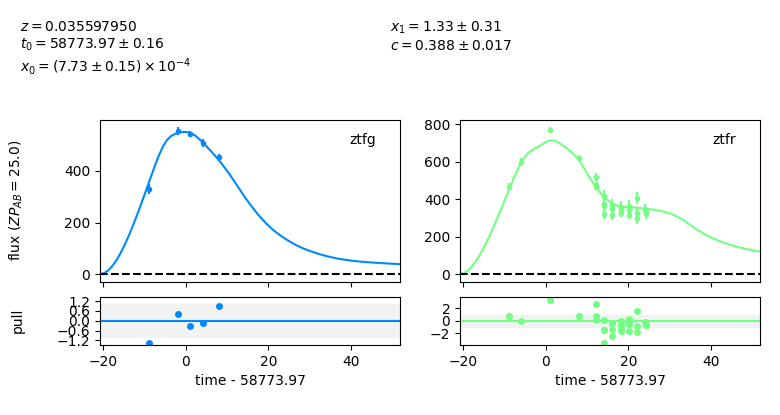 z = 0.035597950
t₀ = 58773.97 ± 0.16
x₀ = (7.73 ± 0.15) × 10⁻⁴
x₁ = 1.33 ± 0.31
c = 0.388 ± 0.017
flux (ZP_AB = 25.0)
ztfg
400
200
0
ztfr
800
600
400
200
0
pull
1.2
0.6
0.0
−0.6
−1.2
−20
0
20
40
time - 58773.97
2
0
−2
−20
0
20
40
time - 58773.97